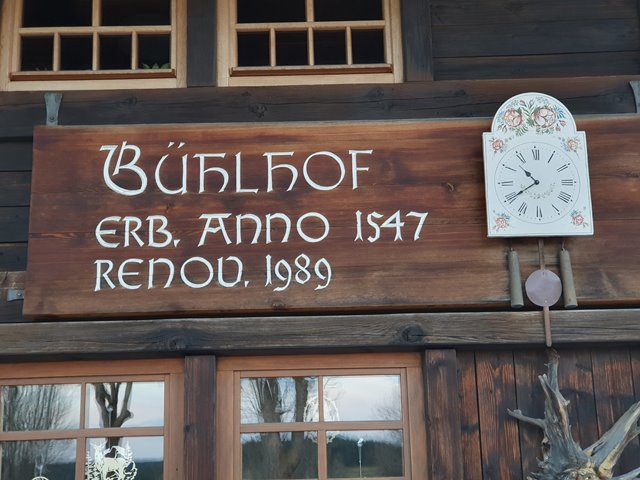 Bühlhof
ERB. Anno 1547
RENOV. 1989